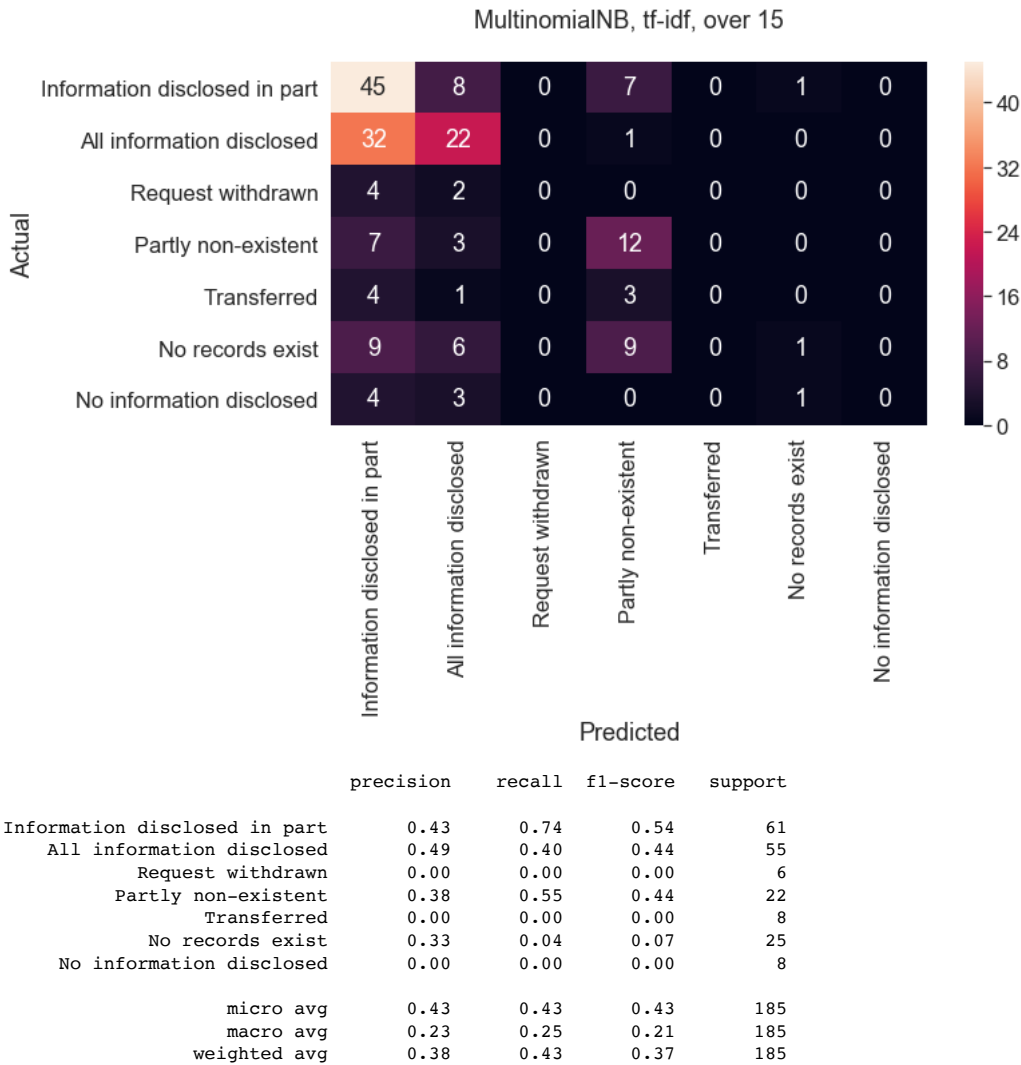 MultinomialNB, tf-idf, over 15
Information disclosed in part 45 8 0 7 0 1 0
All information disclosed 32 22 0 1 0 0 0
Request withdrawn 4 2 0 0 0 0 0
Partly non-existent 7 3 0 12 0 0 0
Transferred 4 1 0 3 0 0 0
No records exist 9 6 0 9 0 1 0
No information disclosed 4 3 0 0 0 1 0
Actual
40
32
24
16
8
0
Information disclosed in part
All information disclosed
Request withdrawn
Partly non-existent
Transferred
No records exist
No information disclosed
Predicted
precision recall f1-score support
Information disclosed in part 0.43 0.74 0.54 61
All information disclosed 0.49 0.40 0.44 55
Request withdrawn 0.00 0.00 0.00 6
Partly non-existent 0.38 0.55 0.44 22
Transferred 0.00 0.00 0.00 8
No records exist 0.33 0.04 0.07 25
No information disclosed 0.00 0.00 0.00 8
micro avg 0.43 0.43 0.43 185
macro avg 0.23 0.25 0.21 185
weighted avg 0.38 0.43 0.37 185